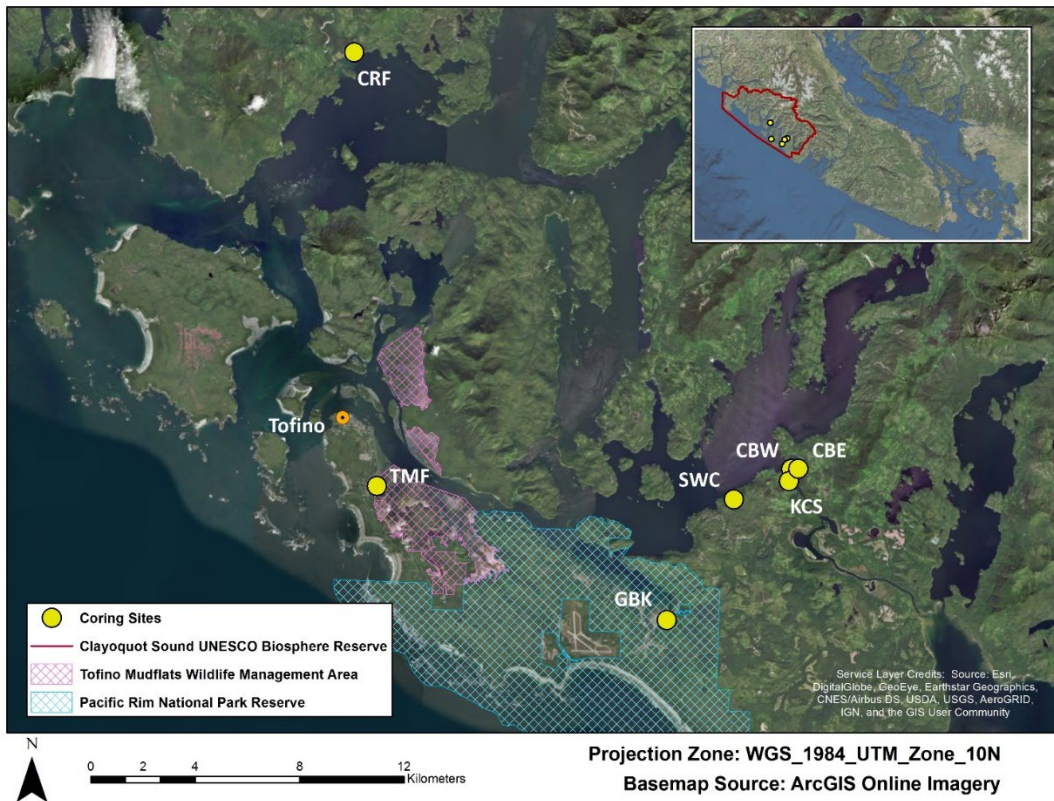 CRF
Tofino
TMF
CBW
CBE
SWC
KCS
GBK
Coring Sites
Clayoquot Sound UNESCO Biosphere Reserve
Tofino Mudflats Wildlife Management Area
Pacific Rim National Park Reserve
Service Layer Credits: Source: Esri,
DigitalGlobe, GeoEye, Earthstar Geographics,
CNES/Airbus DS, USDA, USGS, AeroGRID,
IGN, and the GIS User Community
N
0 2 4 8 12
Kilometers
Projection Zone: WGS_1984_UTM_Zone_10N
Basemap Source: ArcGIS Online Imagery